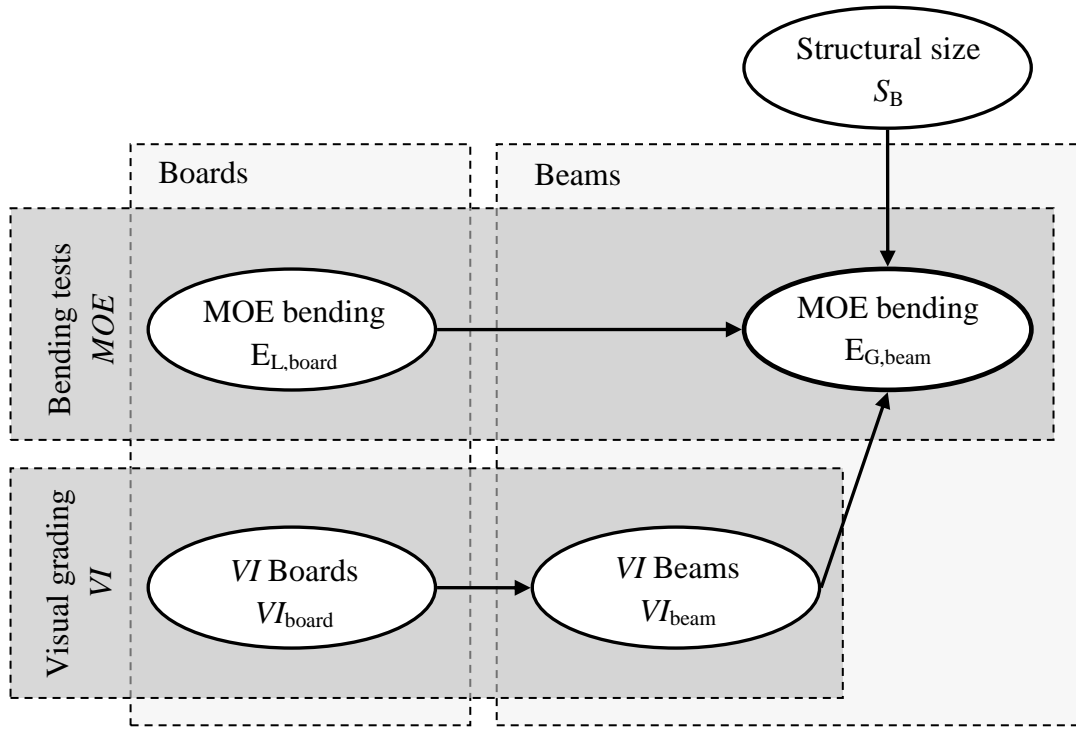 Structural size
S_B
Boards
Beams
Bending tests
MOE
MOE bending
E_L,board
MOE bending
E_G,beam
Visual grading
VI
VI Boards
VI_board
VI Beams
VI_beam